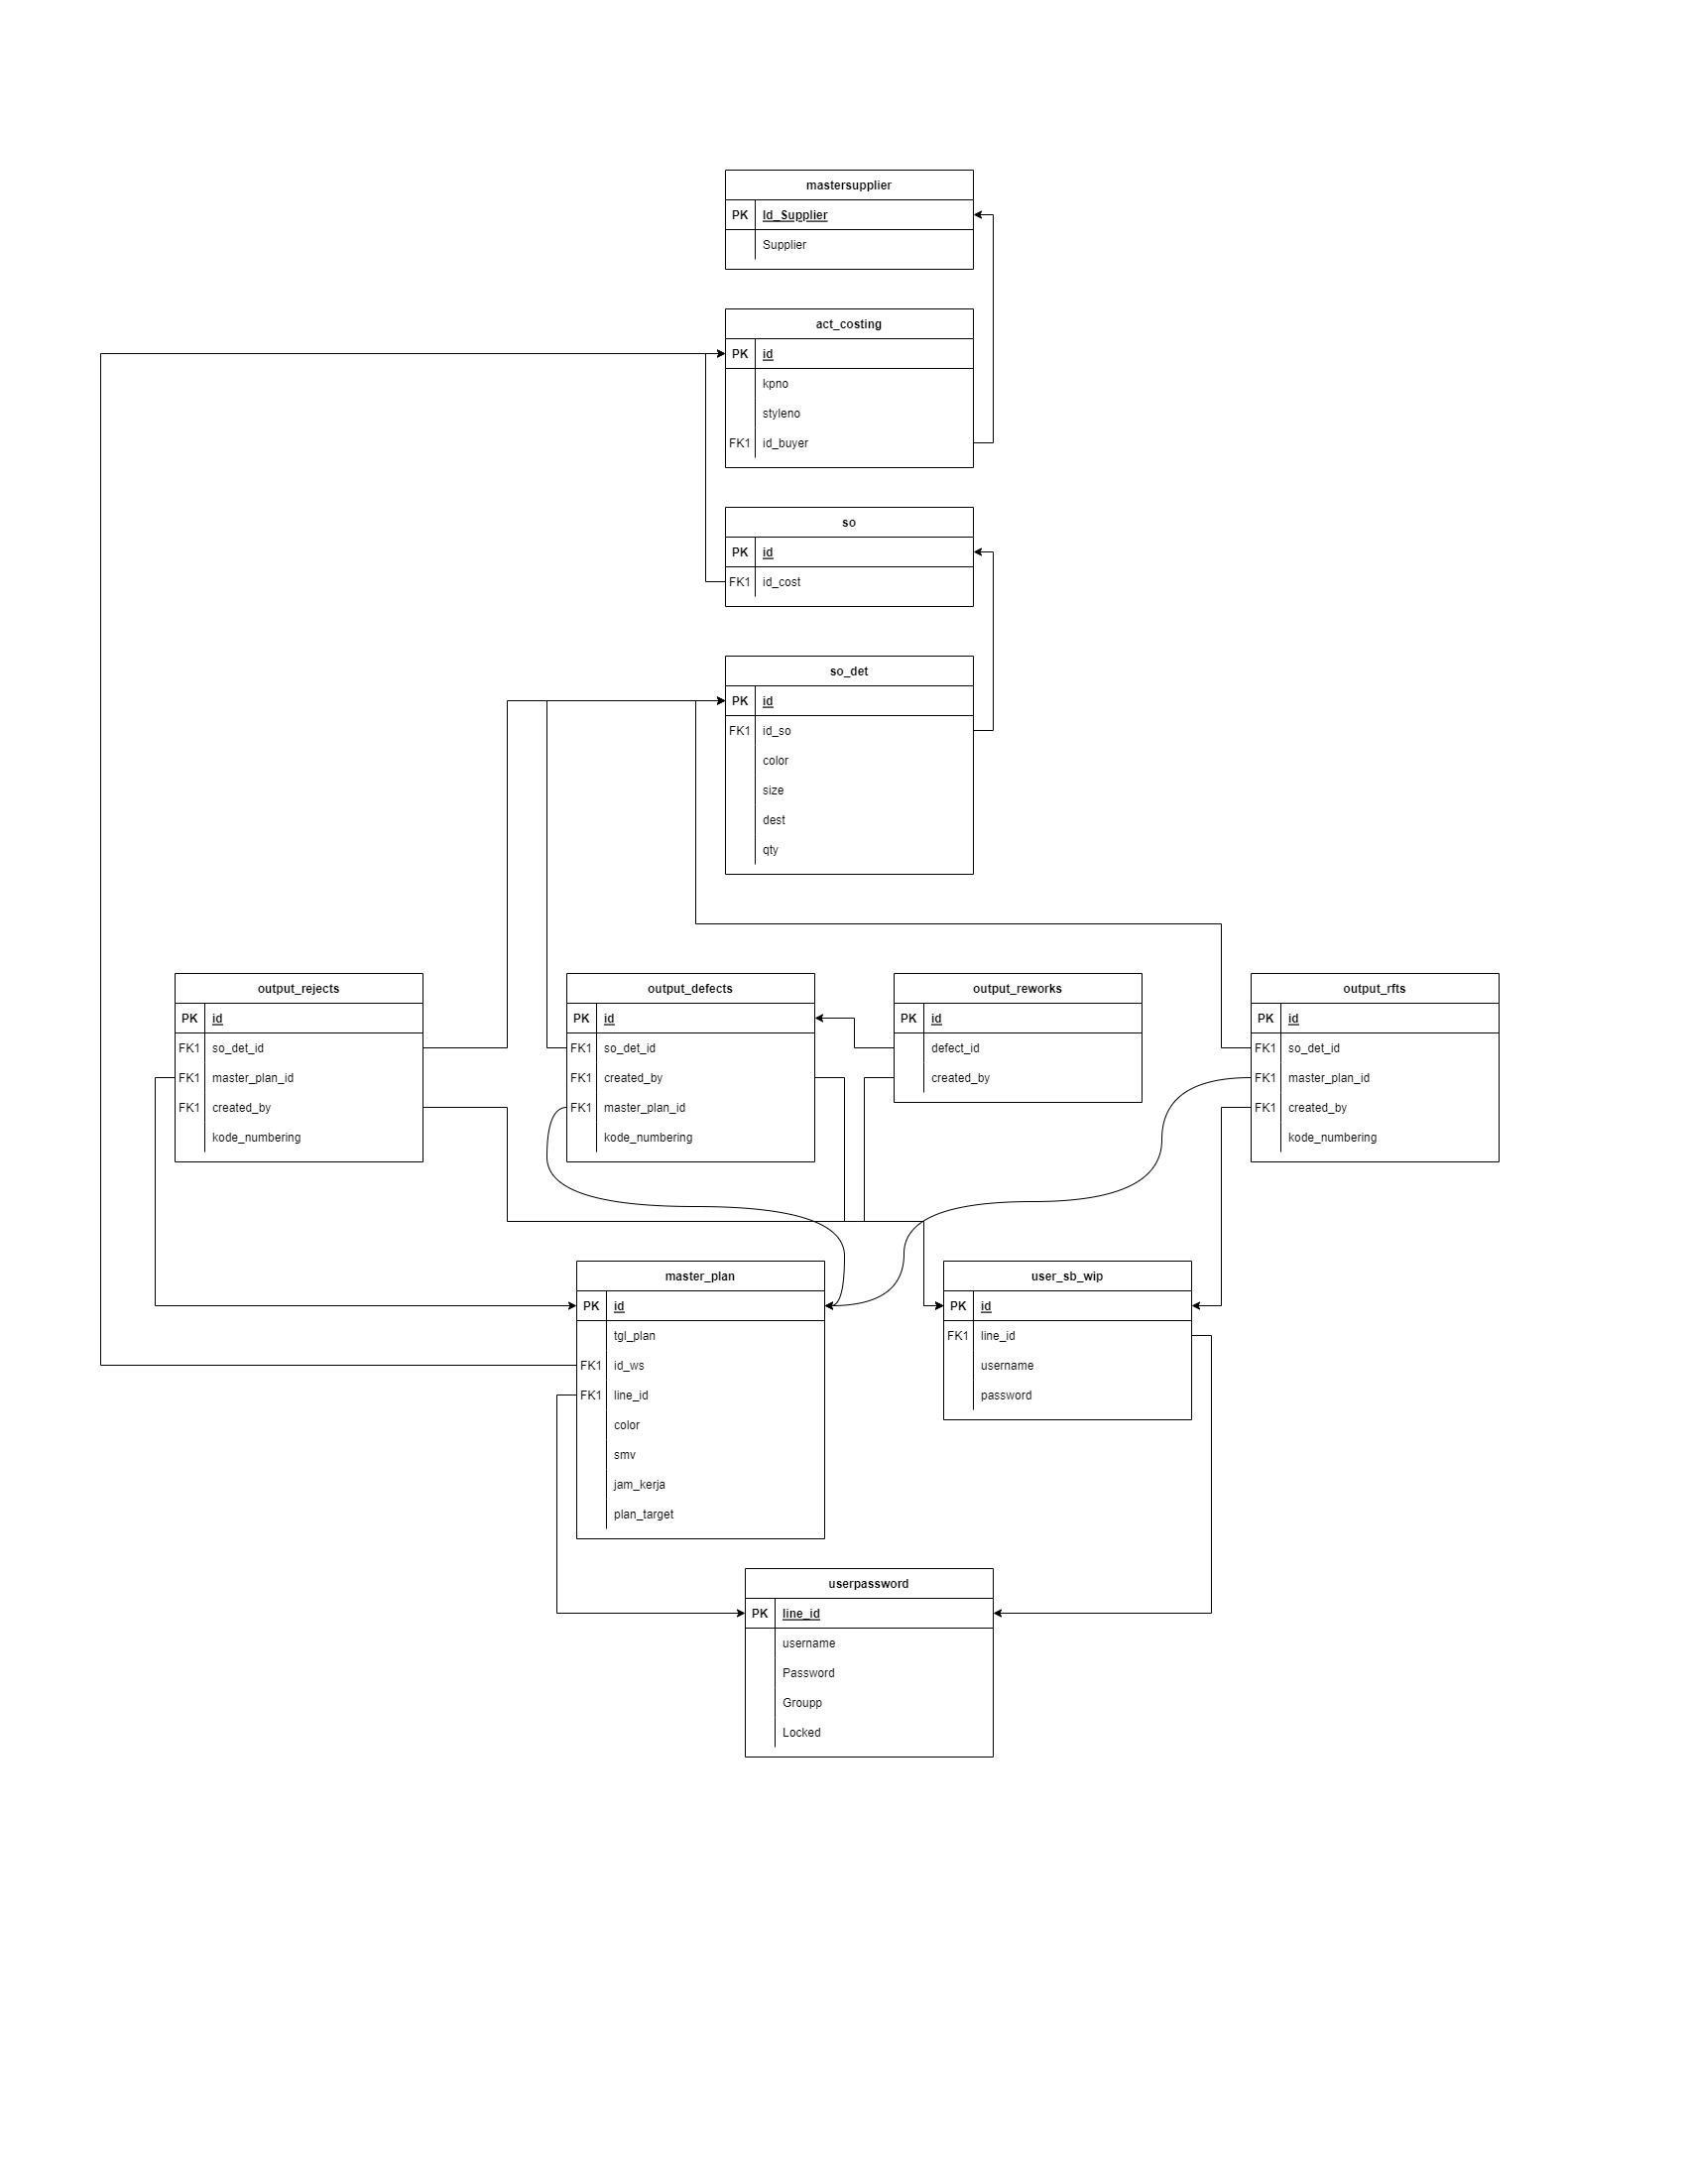 mastersupplier
PK Id_Supplier
Supplier
act_costing
PK id
kpno
styleno
FK1 id_buyer
so
PK id
FK1 id_cost
so_det
PK id
FK1 id_so
color
size
dest
qty
output_rejects
PK id
FK1 so_det_id
FK1 master_plan_id
FK1 created_by
kode_numbering
output_defects
PK id
FK1 so_det_id
FK1 created_by
FK1 master_plan_id
kode_numbering
output_reworks
PK id
defect_id
created_by
output_rfts
PK id
FK1 so_det_id
FK1 master_plan_id
FK1 created_by
kode_numbering
master_plan
PK id
tgl_plan
FK1 id_ws
FK1 line_id
color
smv
jam_kerja
plan_target
user_sb_wip
PK id
FK1 line_id
username
password
userpassword
PK line_id
username
Password
Groupp
Locked